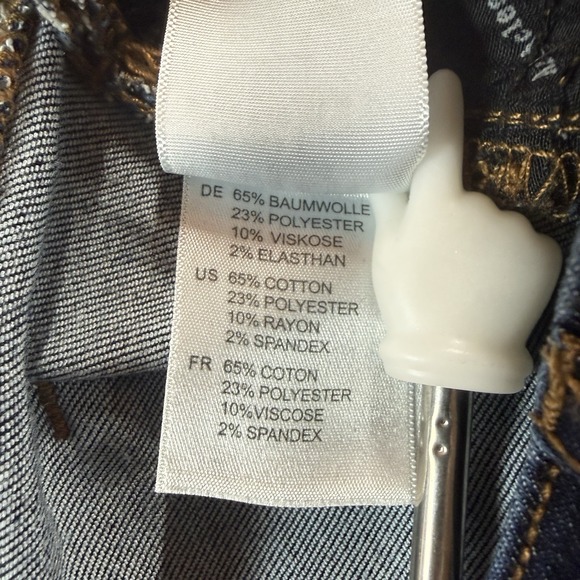 DE 65% BAUMWOLLE
23% POLYESTER
10% VISKOSE
2% ELASTHAN
US 65% COTTON
23% POLYESTER
10% RAYON
2% SPANDEX
FR 65% COTON
23% POLYESTER
10%VISCOSE
2% SPANDEX